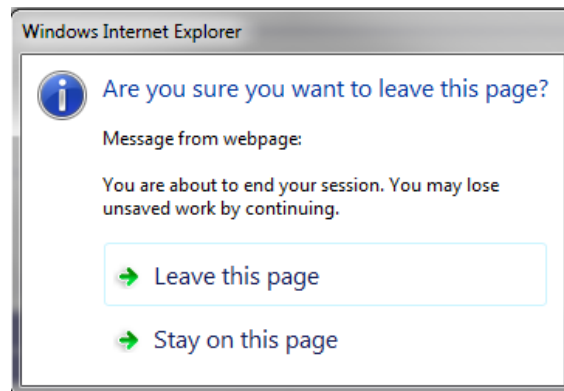 Windows Internet Explorer
Are you sure you want to leave this page?
Message from webpage:
You are about to end your session. You may lose
unsaved work by continuing.
Leave this page
Stay on this page